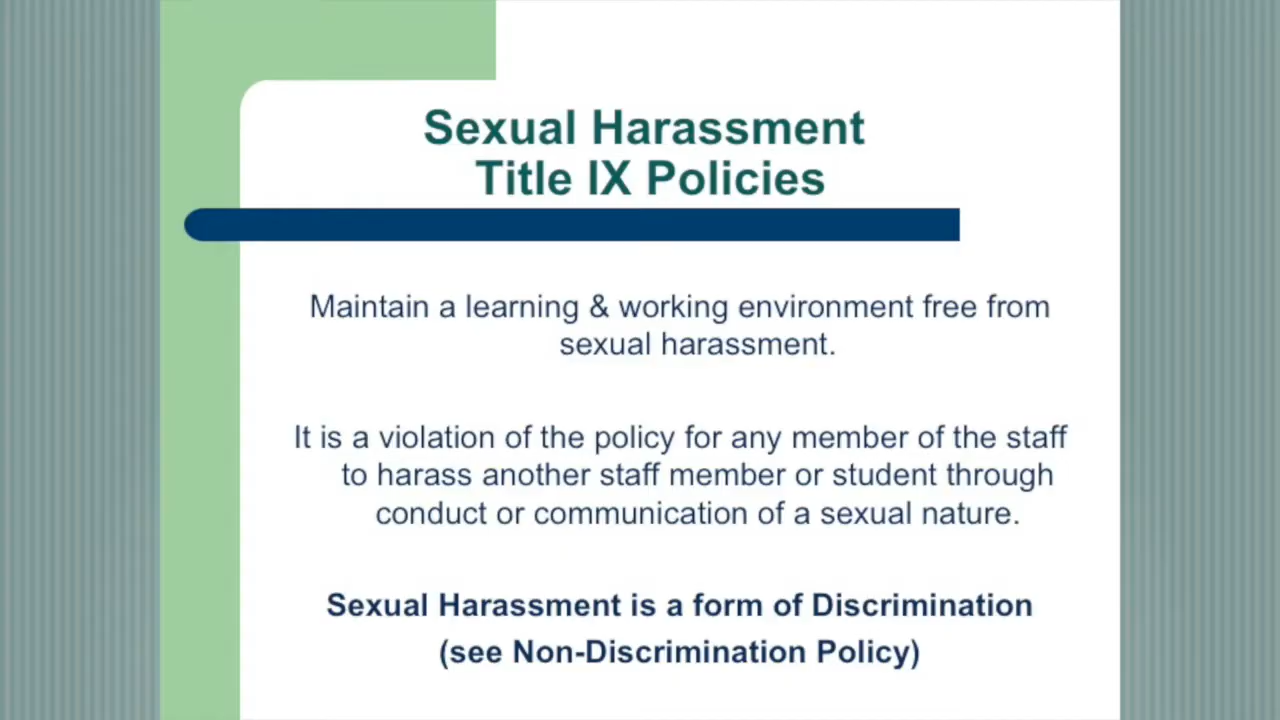 Sexual Harassment
Title IX Policies
Maintain a learning & working environment free from
sexual harassment.
It is a violation of the policy for any member of the staff
to harass another staff member or student through
conduct or communication of a sexual nature.
Sexual Harassment is a form of Discrimination
(see Non-Discrimination Policy)